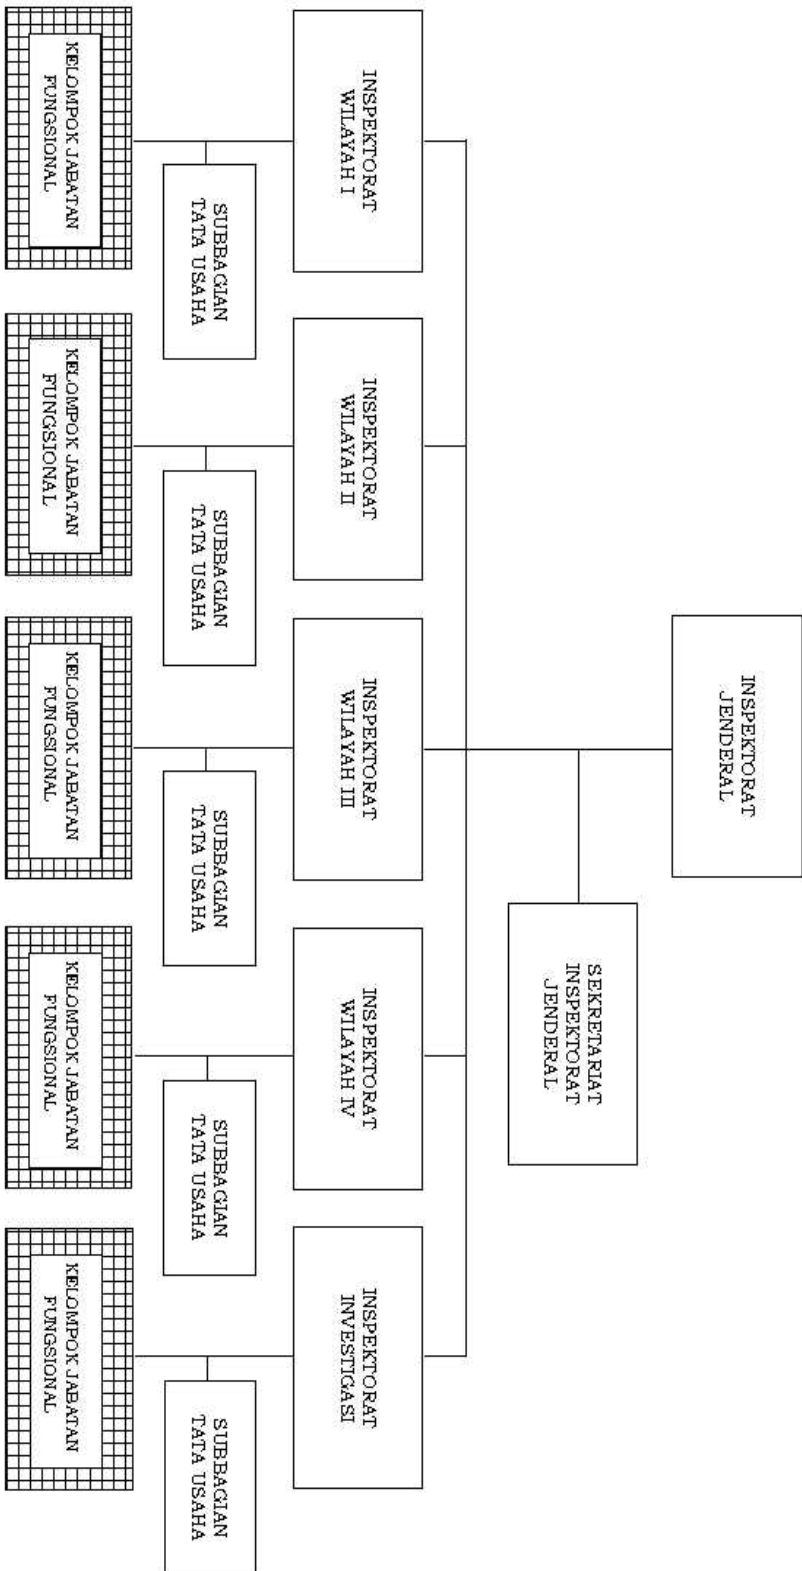 INSPEKTORAT
JENDERAL
SEKRETARIAT
INSPEKTORAT
JENDERAL
INSPEKTORAT
WILAYAH I
INSPEKTORAT
WILAYAH II
INSPEKTORAT
WILAYAH III
INSPEKTORAT
WILAYAH IV
INSPEKTORAT
INVESTIGASI
SUBBAGIAN
TATA USAHA
SUBBAGIAN
TATA USAHA
SUBBAGIAN
TATA USAHA
SUBBAGIAN
TATA USAHA
SUBBAGIAN
TATA USAHA
KELOMPOK JABATAN
FUNGSIONAL
KELOMPOK JABATAN
FUNGSIONAL
KELOMPOK JABATAN
FUNGSIONAL
KELOMPOK JABATAN
FUNGSIONAL
KELOMPOK JABATAN
FUNGSIONAL